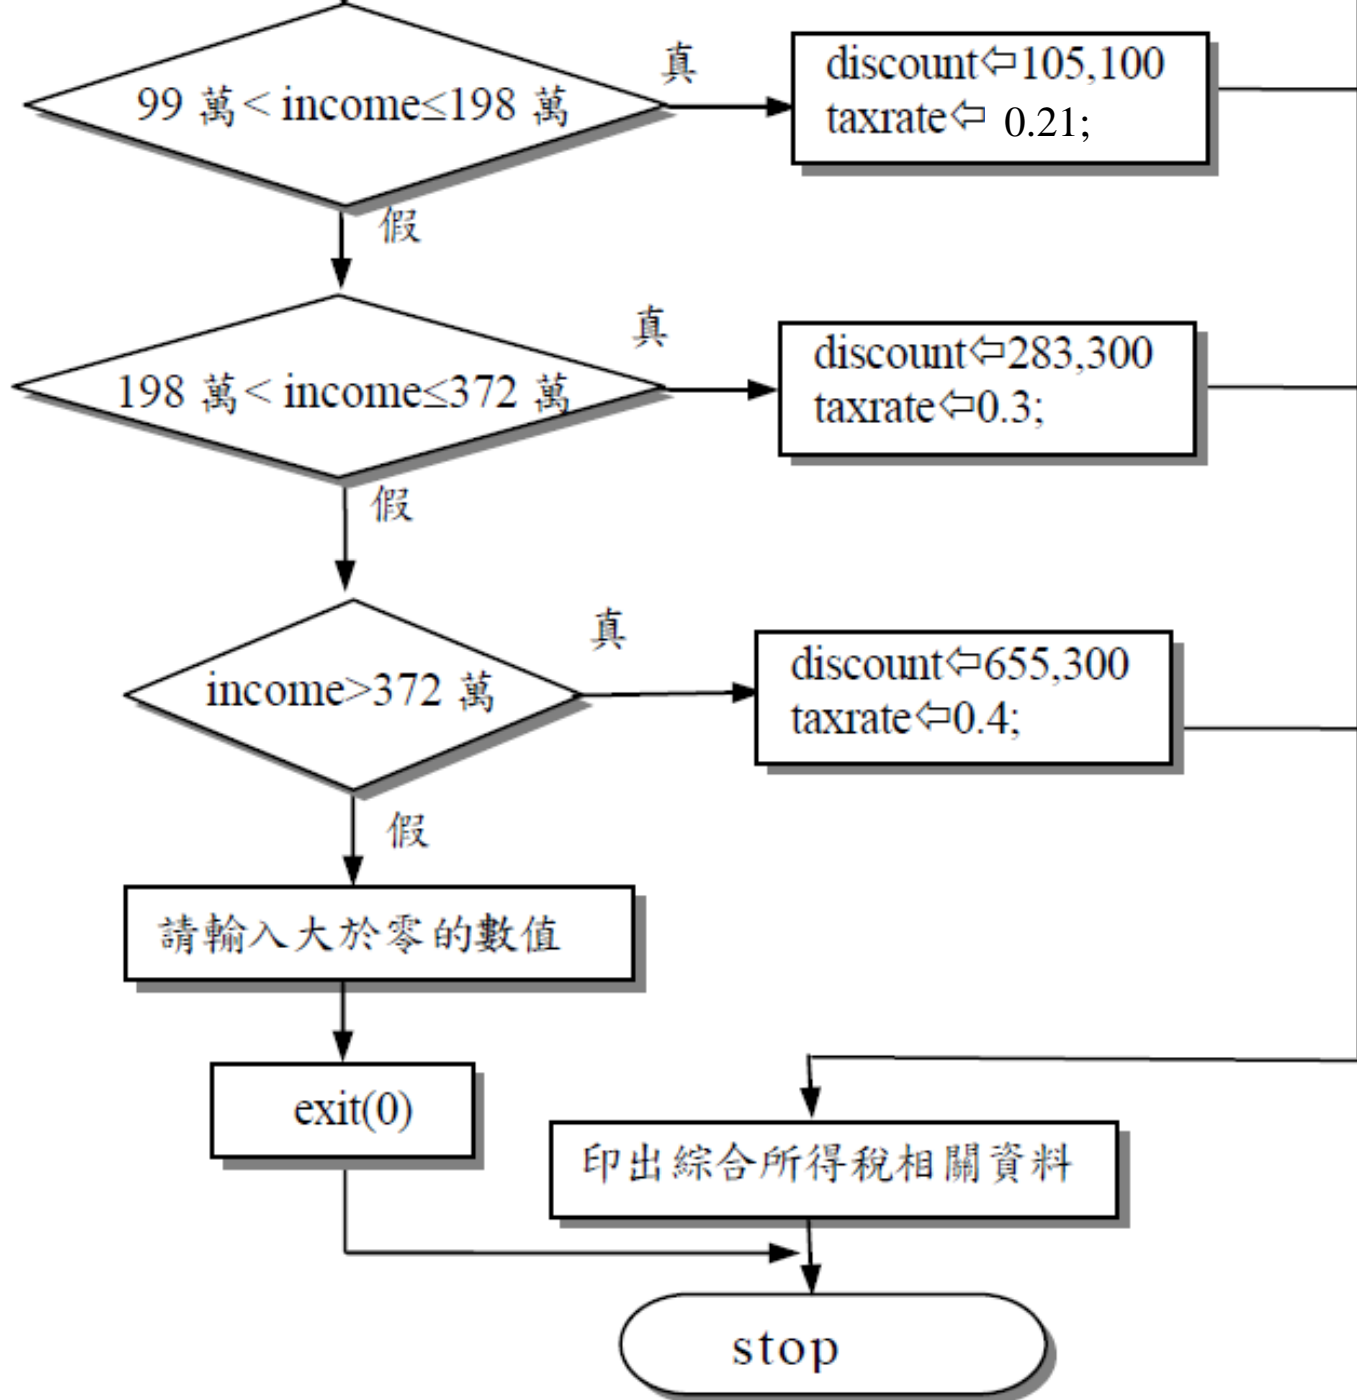 真
99 萬 < income≤198 萬
discount⇦105,100
taxrate⇦ 0.21;
假
真
198 萬 < income≤372 萬
discount⇦283,300
taxrate⇦0.3;
假
真
income>372 萬
discount⇦655,300
taxrate⇦0.4;
假
請輸入大於零的數值
exit(0)
印出綜合所得稅相關資料
stop